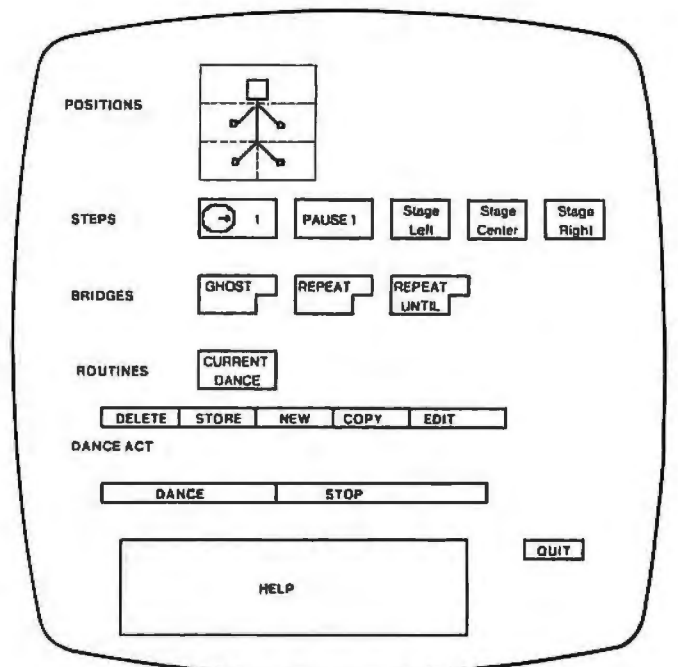 POSITIONS
STEPS
1
PAUSE 1
Stage
Left
Stage
Center
Stage
Right
BRIDGES
GHOST
REPEAT
REPEAT
UNTIL
ROUTINES
CURRENT
DANCE
DELETE STORE NEW COPY EDIT
DANCE ACT
DANCE STOP
QUIT
HELP